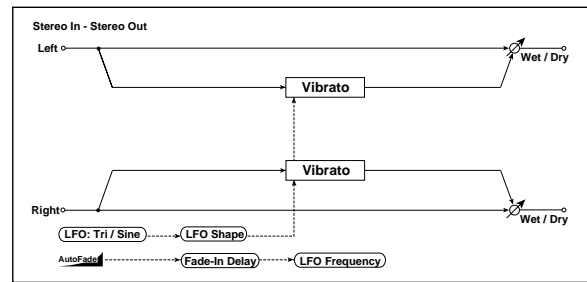 Stereo In - Stereo Out
Left
Wet / Dry
Vibrato
Vibrato
Right
Wet / Dry
LFO: Tri / Sine
LFO Shape
AutoFade
Fade-In Delay
LFO Frequency